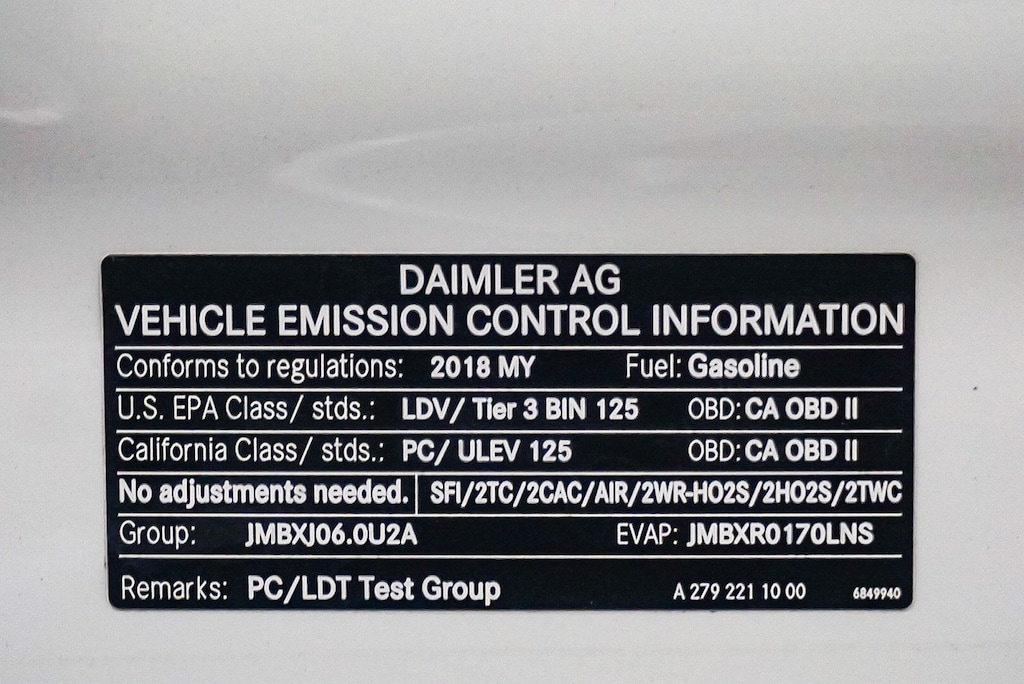 DAIMLER AG
VEHICLE EMISSION CONTROL INFORMATION
Conforms to regulations: 2018 MY Fuel: Gasoline
U.S. EPA Class/ stds.: LDV/ Tier 3 BIN 125 OBD: CA OBD II
California Class/ stds.: PC/ ULEV 125 OBD: CA OBD II
No adjustments needed. SFI/2TC/2CAC/AIR/2WR-HO2S/2HO2S/2TWC
Group: JMBXJ06.0U2A EVAP: JMBXR0170LNS
Remarks: PC/LDT Test Group A 279 221 10 00 6849940